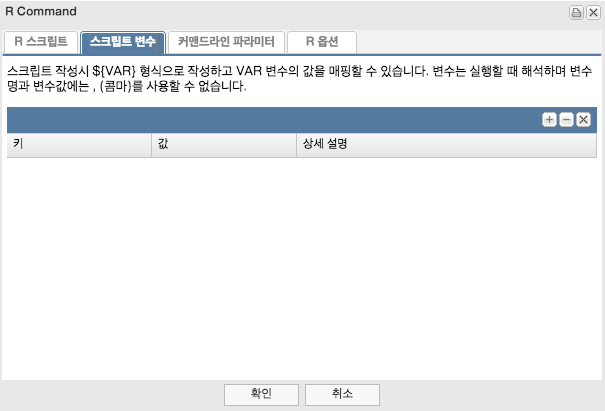 R Command
R 스크립트 스크립트 변수 커맨드라인 파라미터 R 옵션
스크립트 작성시 ${VAR} 형식으로 작성하고 VAR 변수의 값을 매핑할 수 있습니다. 변수는 실행할 때 해석하며 변수
명과 변수값에는 , (콤마)를 사용할 수 없습니다.
키 값 상세 설명
확인 취소